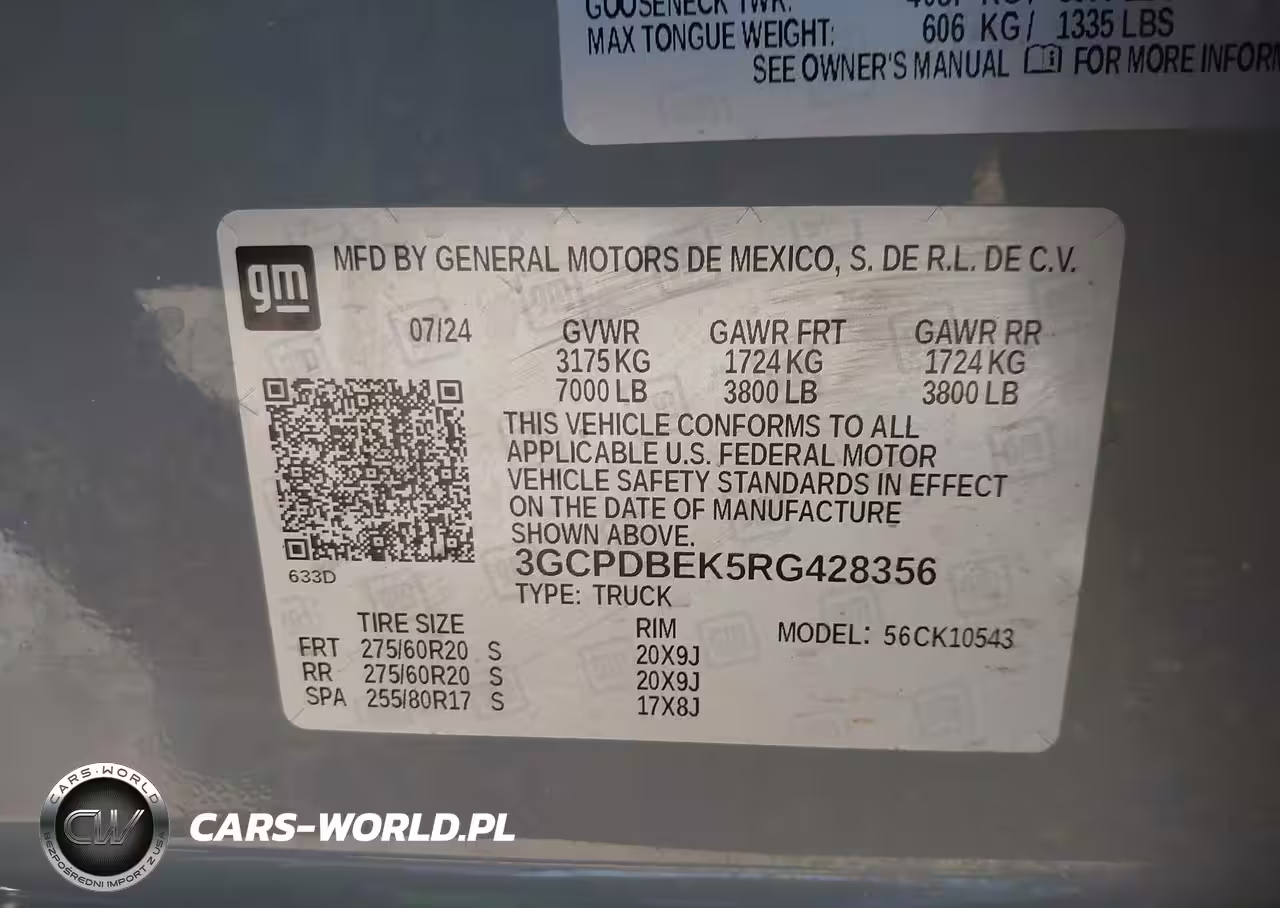 GOOSENECK TWR:
MAX TONGUE WEIGHT: 606 KG/ 1335 LBS
SEE OWNER'S MANUAL FOR MORE INFORM
gm
MFD BY GENERAL MOTORS DE MEXICO, S. DE R.L. DE C.V.
07/24 GVWR GAWR FRT GAWR RR
3175 KG 1724 KG 1724 KG
7000 LB 3800 LB 3800 LB
THIS VEHICLE CONFORMS TO ALL
APPLICABLE U.S. FEDERAL MOTOR
VEHICLE SAFETY STANDARDS IN EFFECT
ON THE DATE OF MANUFACTURE
SHOWN ABOVE.
3GCPDBEK5RG428356
633D
TYPE: TRUCK
TIRE SIZE RIM MODEL: 56CK10543
FRT 275/60R20 S 20X9J
RR 275/60R20 S 20X9J
SPA 255/80R17 S 17X8J
CARS-WORLD
CW
BEZPOŚREDNI IMPORT Z USA
CARS-WORLD.PL